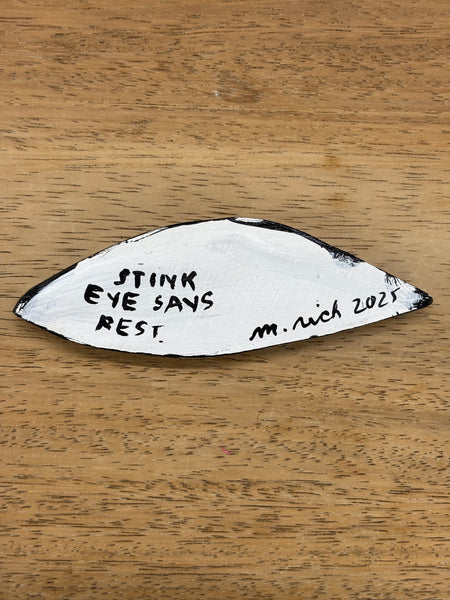 STINK
EYE SAYS
REST.
m. rich 2025